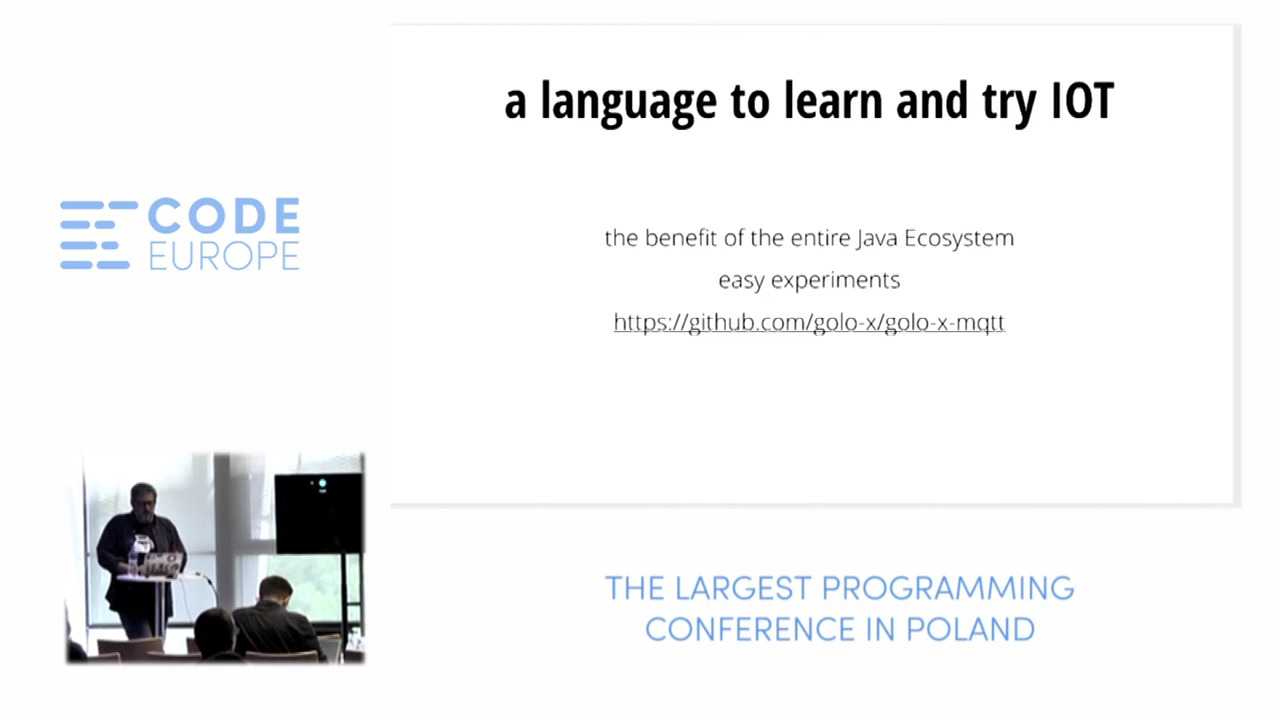 a language to learn and try IOT
CODE
EUROPE
the benefit of the entire Java Ecosystem
easy experiments
https://github.com/golo-x/golo-x-mqtt
THE LARGEST PROGRAMMING
CONFERENCE IN POLAND